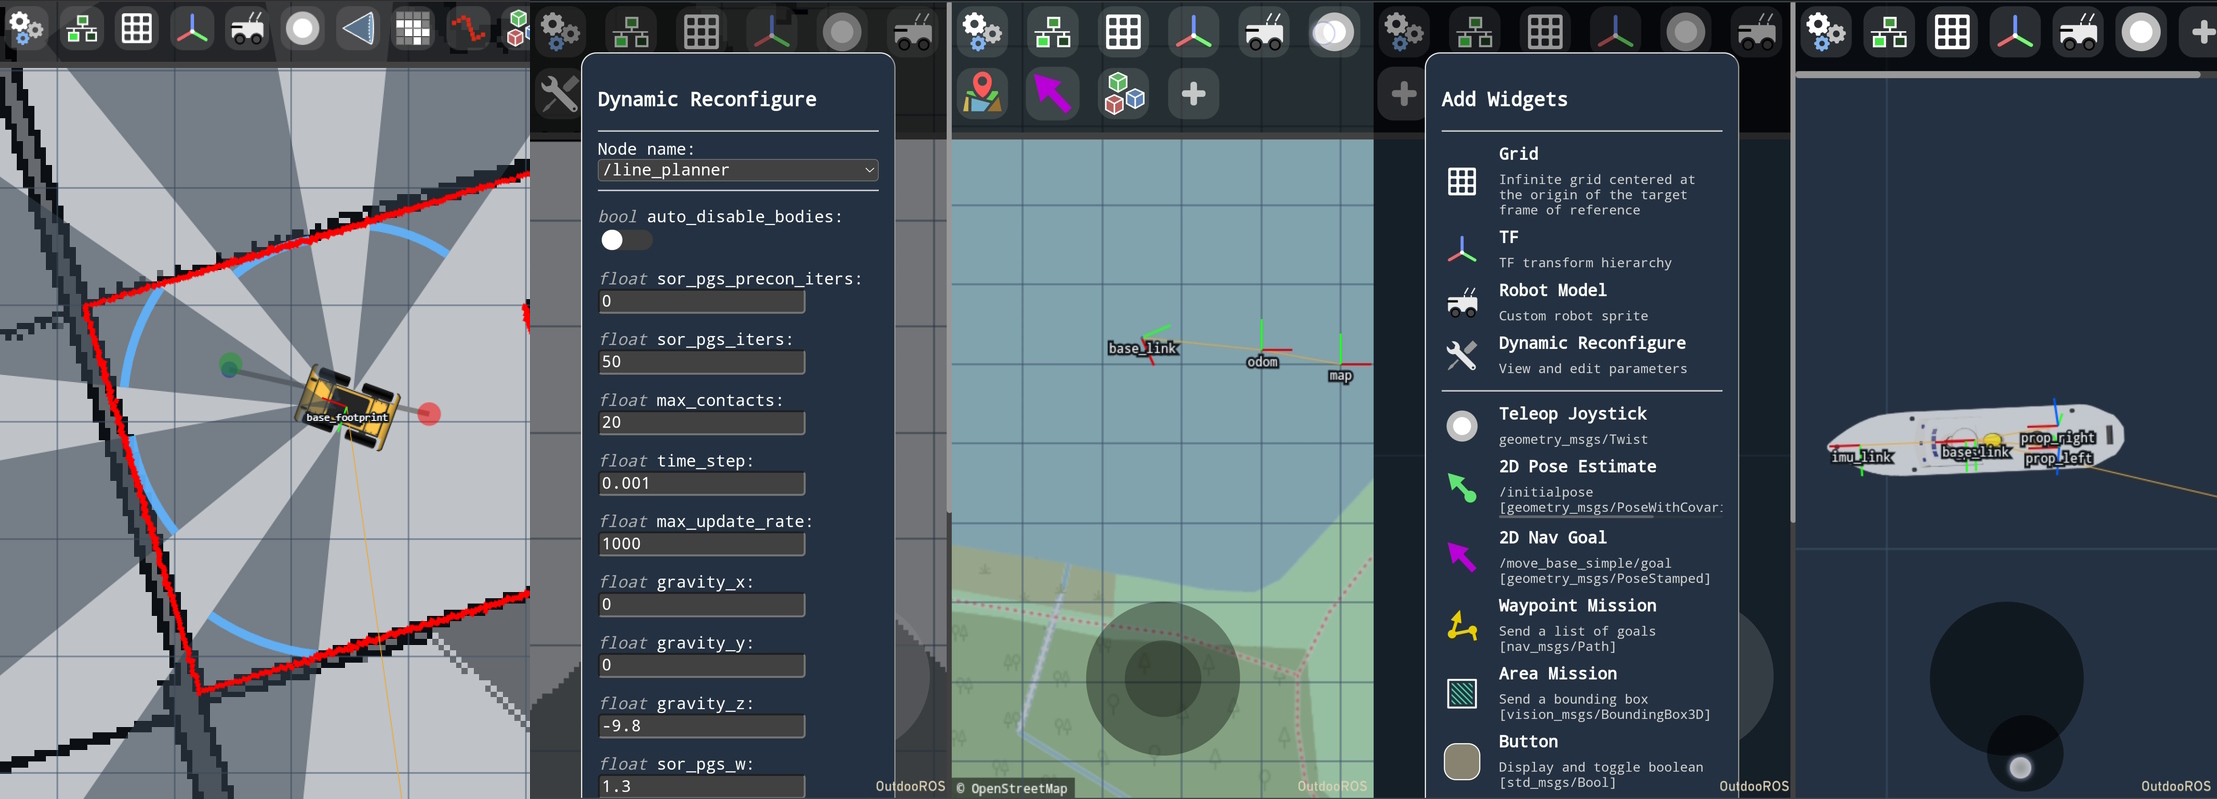 base_footprint
Dynamic Reconfigure
Node name:
/line_planner
bool auto_disable_bodies:
float sor_pgs_precon_iters:
0
float sor_pgs_iters:
50
float max_contacts:
20
float time_step:
0.001
float max_update_rate:
1000
float gravity_x:
0
float gravity_y:
0
float gravity_z:
-9.8
float sor_pgs_w:
1.3
OutdooROS
base_link
odom
map
© OpenStreetMap
OutdooROS
Add Widgets
Grid
Infinite grid centered at
the origin of the target
frame of reference
TF
TF transform hierarchy
Robot Model
Custom robot sprite
Dynamic Reconfigure
View and edit parameters
Teleop Joystick
geometry_msgs/Twist
2D Pose Estimate
/initialpose
[geometry_msgs/PoseWithCovar
2D Nav Goal
/move_base_simple/goal
[geometry_msgs/PoseStamped]
Waypoint Mission
Send a list of goals
[nav_msgs/Path]
Area Mission
Send a bounding box
[vision_msgs/BoundingBox3D]
Button
Display and toggle boolean
[std_msgs/Bool]
OutdooROS
imu_link
base_link
prop_right
prop_left
OutdooROS